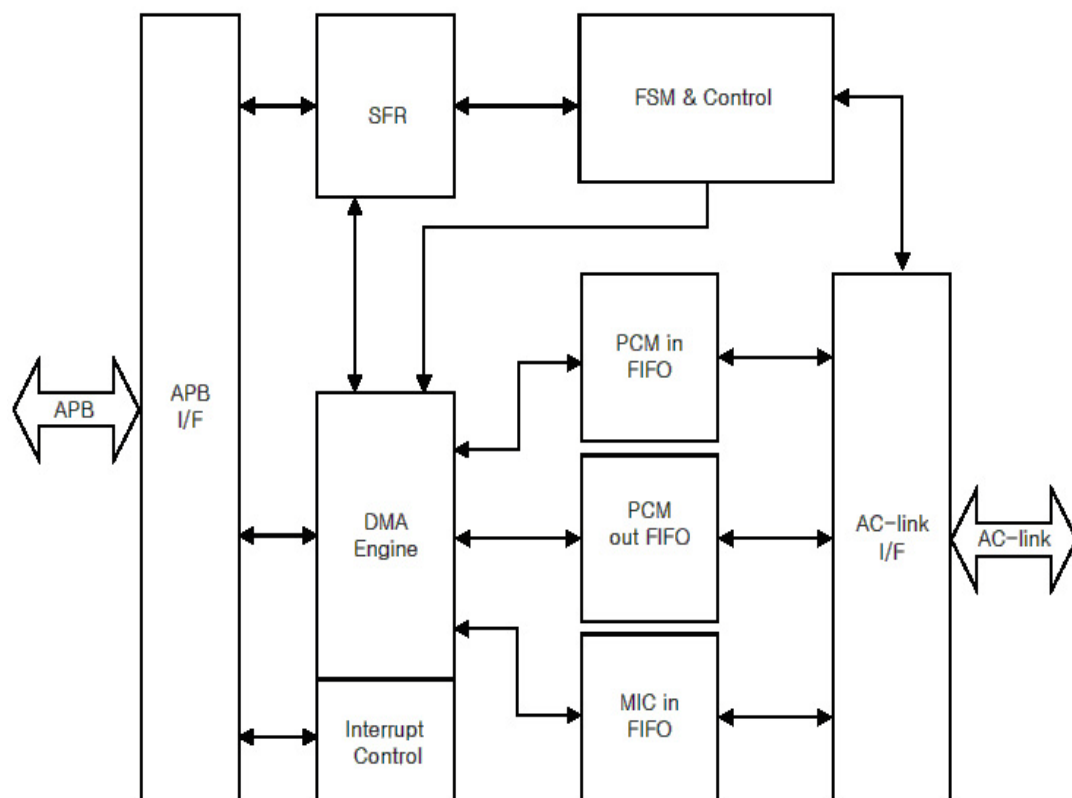 SFR
FSM & Control
APB
APB
I/F
PCM in
FIFO
DMA
Engine
PCM
out FIFO
AC-link
I/F
AC-link
Interrupt
Control
MIC in
FIFO